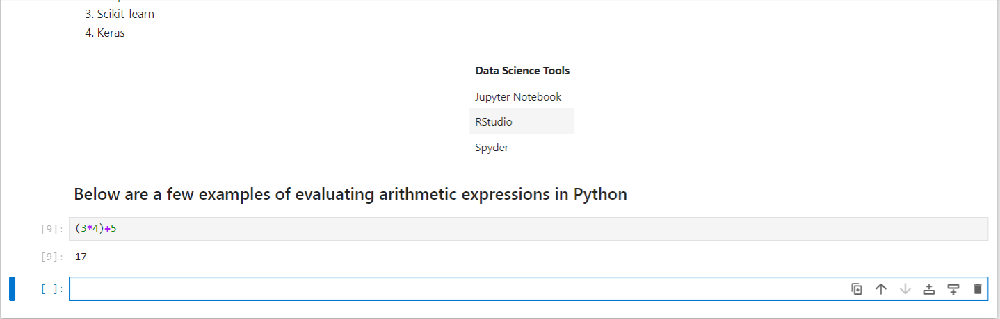 3. Scikit-learn
4. Keras
Data Science Tools
Jupyter Notebook
RStudio
Spyder
Below are a few examples of evaluating arithmetic expressions in Python
[9]: (3*4)+5
[9]: 17
[ ]: